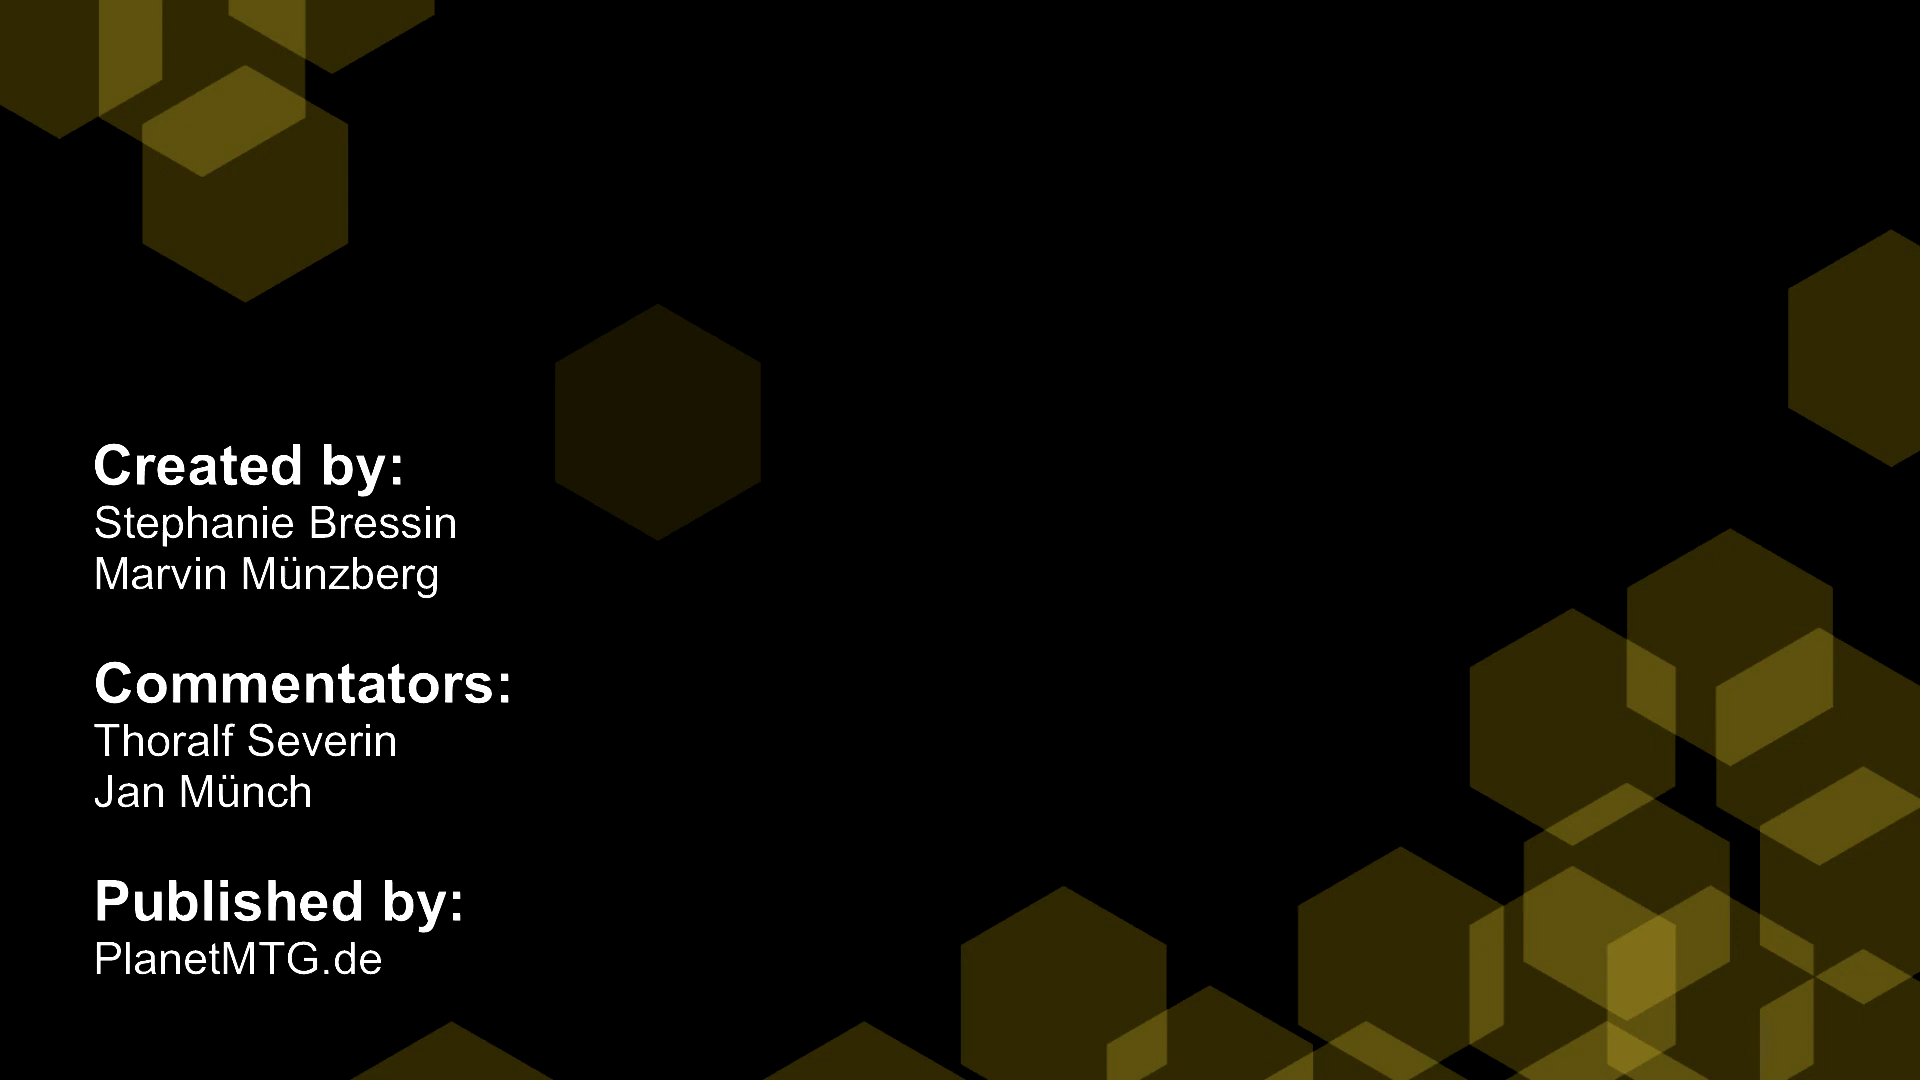 Created by:
Stephanie Bressin
Marvin Münzberg
Commentators:
Thoralf Severin
Jan Münch
Published by:
PlanetMTG.de